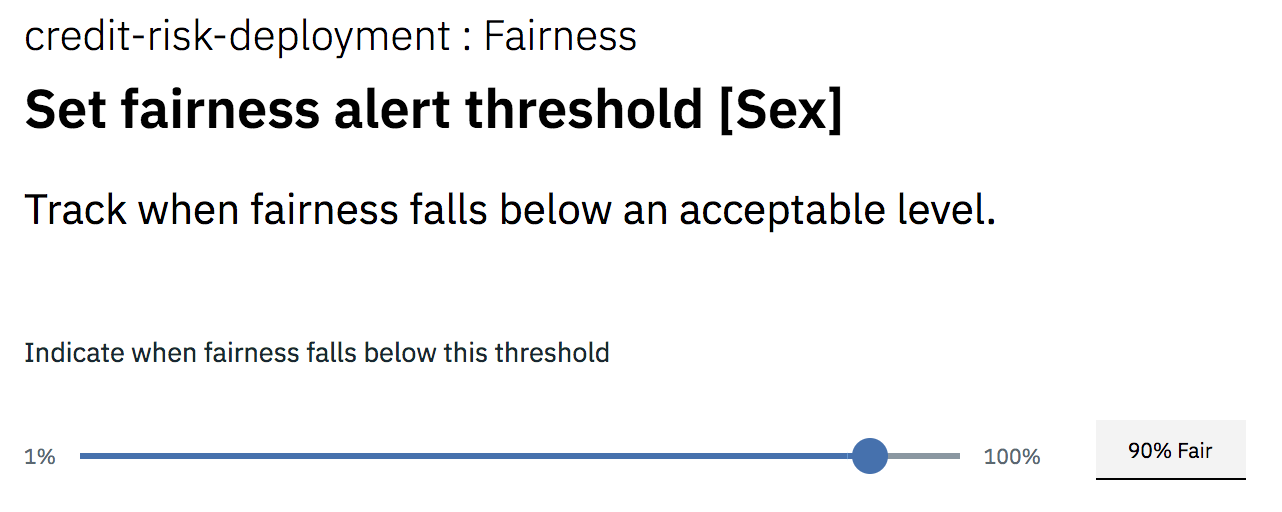 credit-risk-deployment : Fairness
Set fairness alert threshold [Sex]
Track when fairness falls below an acceptable level.
Indicate when fairness falls below this threshold
1% 100% 90% Fair